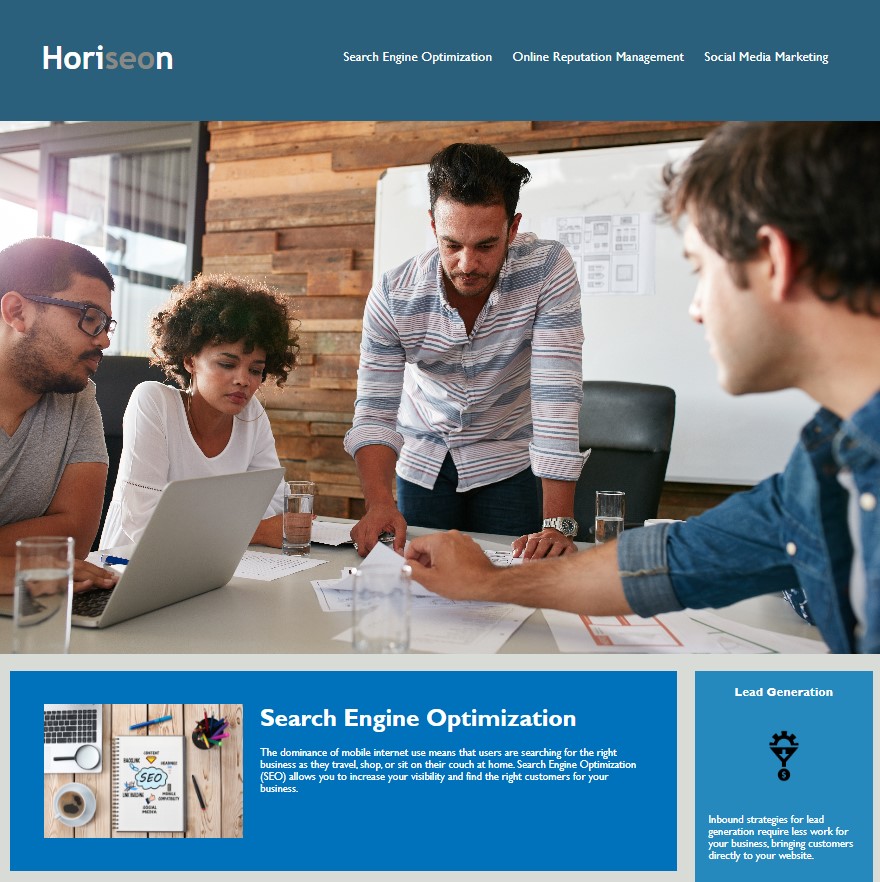 Horiseon
Search Engine Optimization
Online Reputation Management
Social Media Marketing
Search Engine Optimization
The dominance of mobile internet use means that users are searching for the right
business as they travel, shop, or sit on their couch at home. Search Engine Optimization
(SEO) allows you to increase your visibility and find the right customers for your
business.
CONTENT
SEO
SOCIAL
MEDIA
Lead Generation
$
Inbound strategies for lead
generation require less work for
your business, bringing customers
directly to your website.